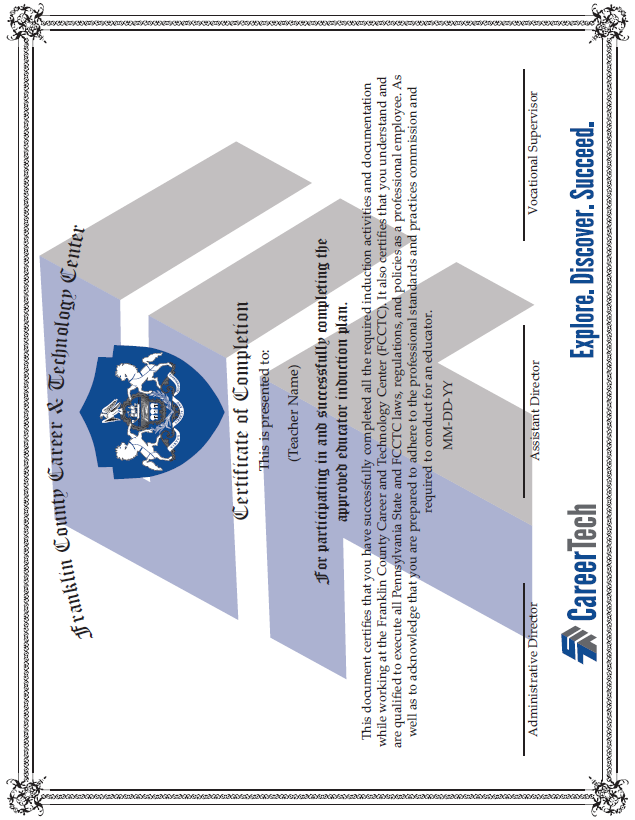 Franklin County Career & Technology Center
Certificate of Completion
This is presented to:
(Teacher Name)
For participating in and successfully completing the
approved educator induction plan.
This document certifies that you have successfully completed all the required induction activities and documentation
while working at the Franklin County Career and Technology Center (FCCTC). It also certifies that you understand and
are qualified to execute all Pennsylvania State and FCCTC laws, regulations, and policies as a professional employee. As
well as to acknowledge that you are prepared to adhere to the professional standards and practices commission and
required to conduct for an educator.
MM-DD-YY
Administrative Director
Assistant Director
Vocational Supervisor
CareerTech
Explore. Discover. Succeed.